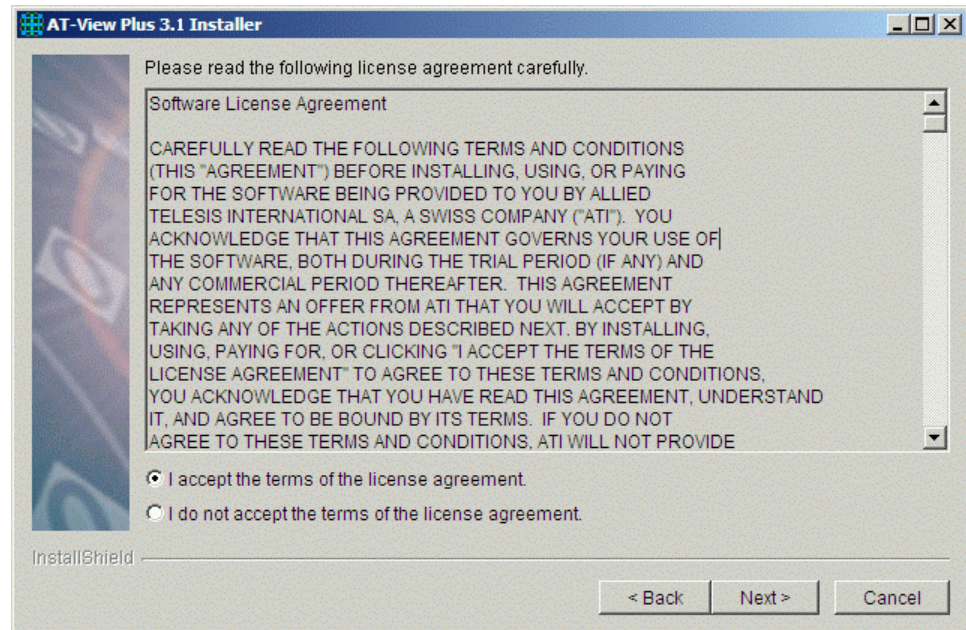 AT-View Plus 3.1 Installer
Please read the following license agreement carefully.
Software License Agreement
CAREFULLY READ THE FOLLOWING TERMS AND CONDITIONS
(THIS "AGREEMENT") BEFORE INSTALLING, USING, OR PAYING
FOR THE SOFTWARE BEING PROVIDED TO YOU BY ALLIED
TELESIS INTERNATIONAL SA, A SWISS COMPANY ("ATI").  YOU
ACKNOWLEDGE THAT THIS AGREEMENT GOVERNS YOUR USE OF
THE SOFTWARE, BOTH DURING THE TRIAL PERIOD (IF ANY) AND
ANY COMMERCIAL PERIOD THEREAFTER.  THIS AGREEMENT
REPRESENTS AN OFFER FROM ATI THAT YOU WILL ACCEPT BY
TAKING ANY OF THE ACTIONS DESCRIBED NEXT. BY INSTALLING,
USING, PAYING FOR, OR CLICKING "I ACCEPT THE TERMS OF THE
LICENSE AGREEMENT" TO AGREE TO THESE TERMS AND CONDITIONS,
YOU ACKNOWLEDGE THAT YOU HAVE READ THIS AGREEMENT, UNDERSTAND
IT, AND AGREE TO BE BOUND BY ITS TERMS.  IF YOU DO NOT
AGREE TO THESE TERMS AND CONDITIONS, ATI WILL NOT PROVIDE
I accept the terms of the license agreement.
I do not accept the terms of the license agreement.
InstallShield
< Back
Next >
Cancel